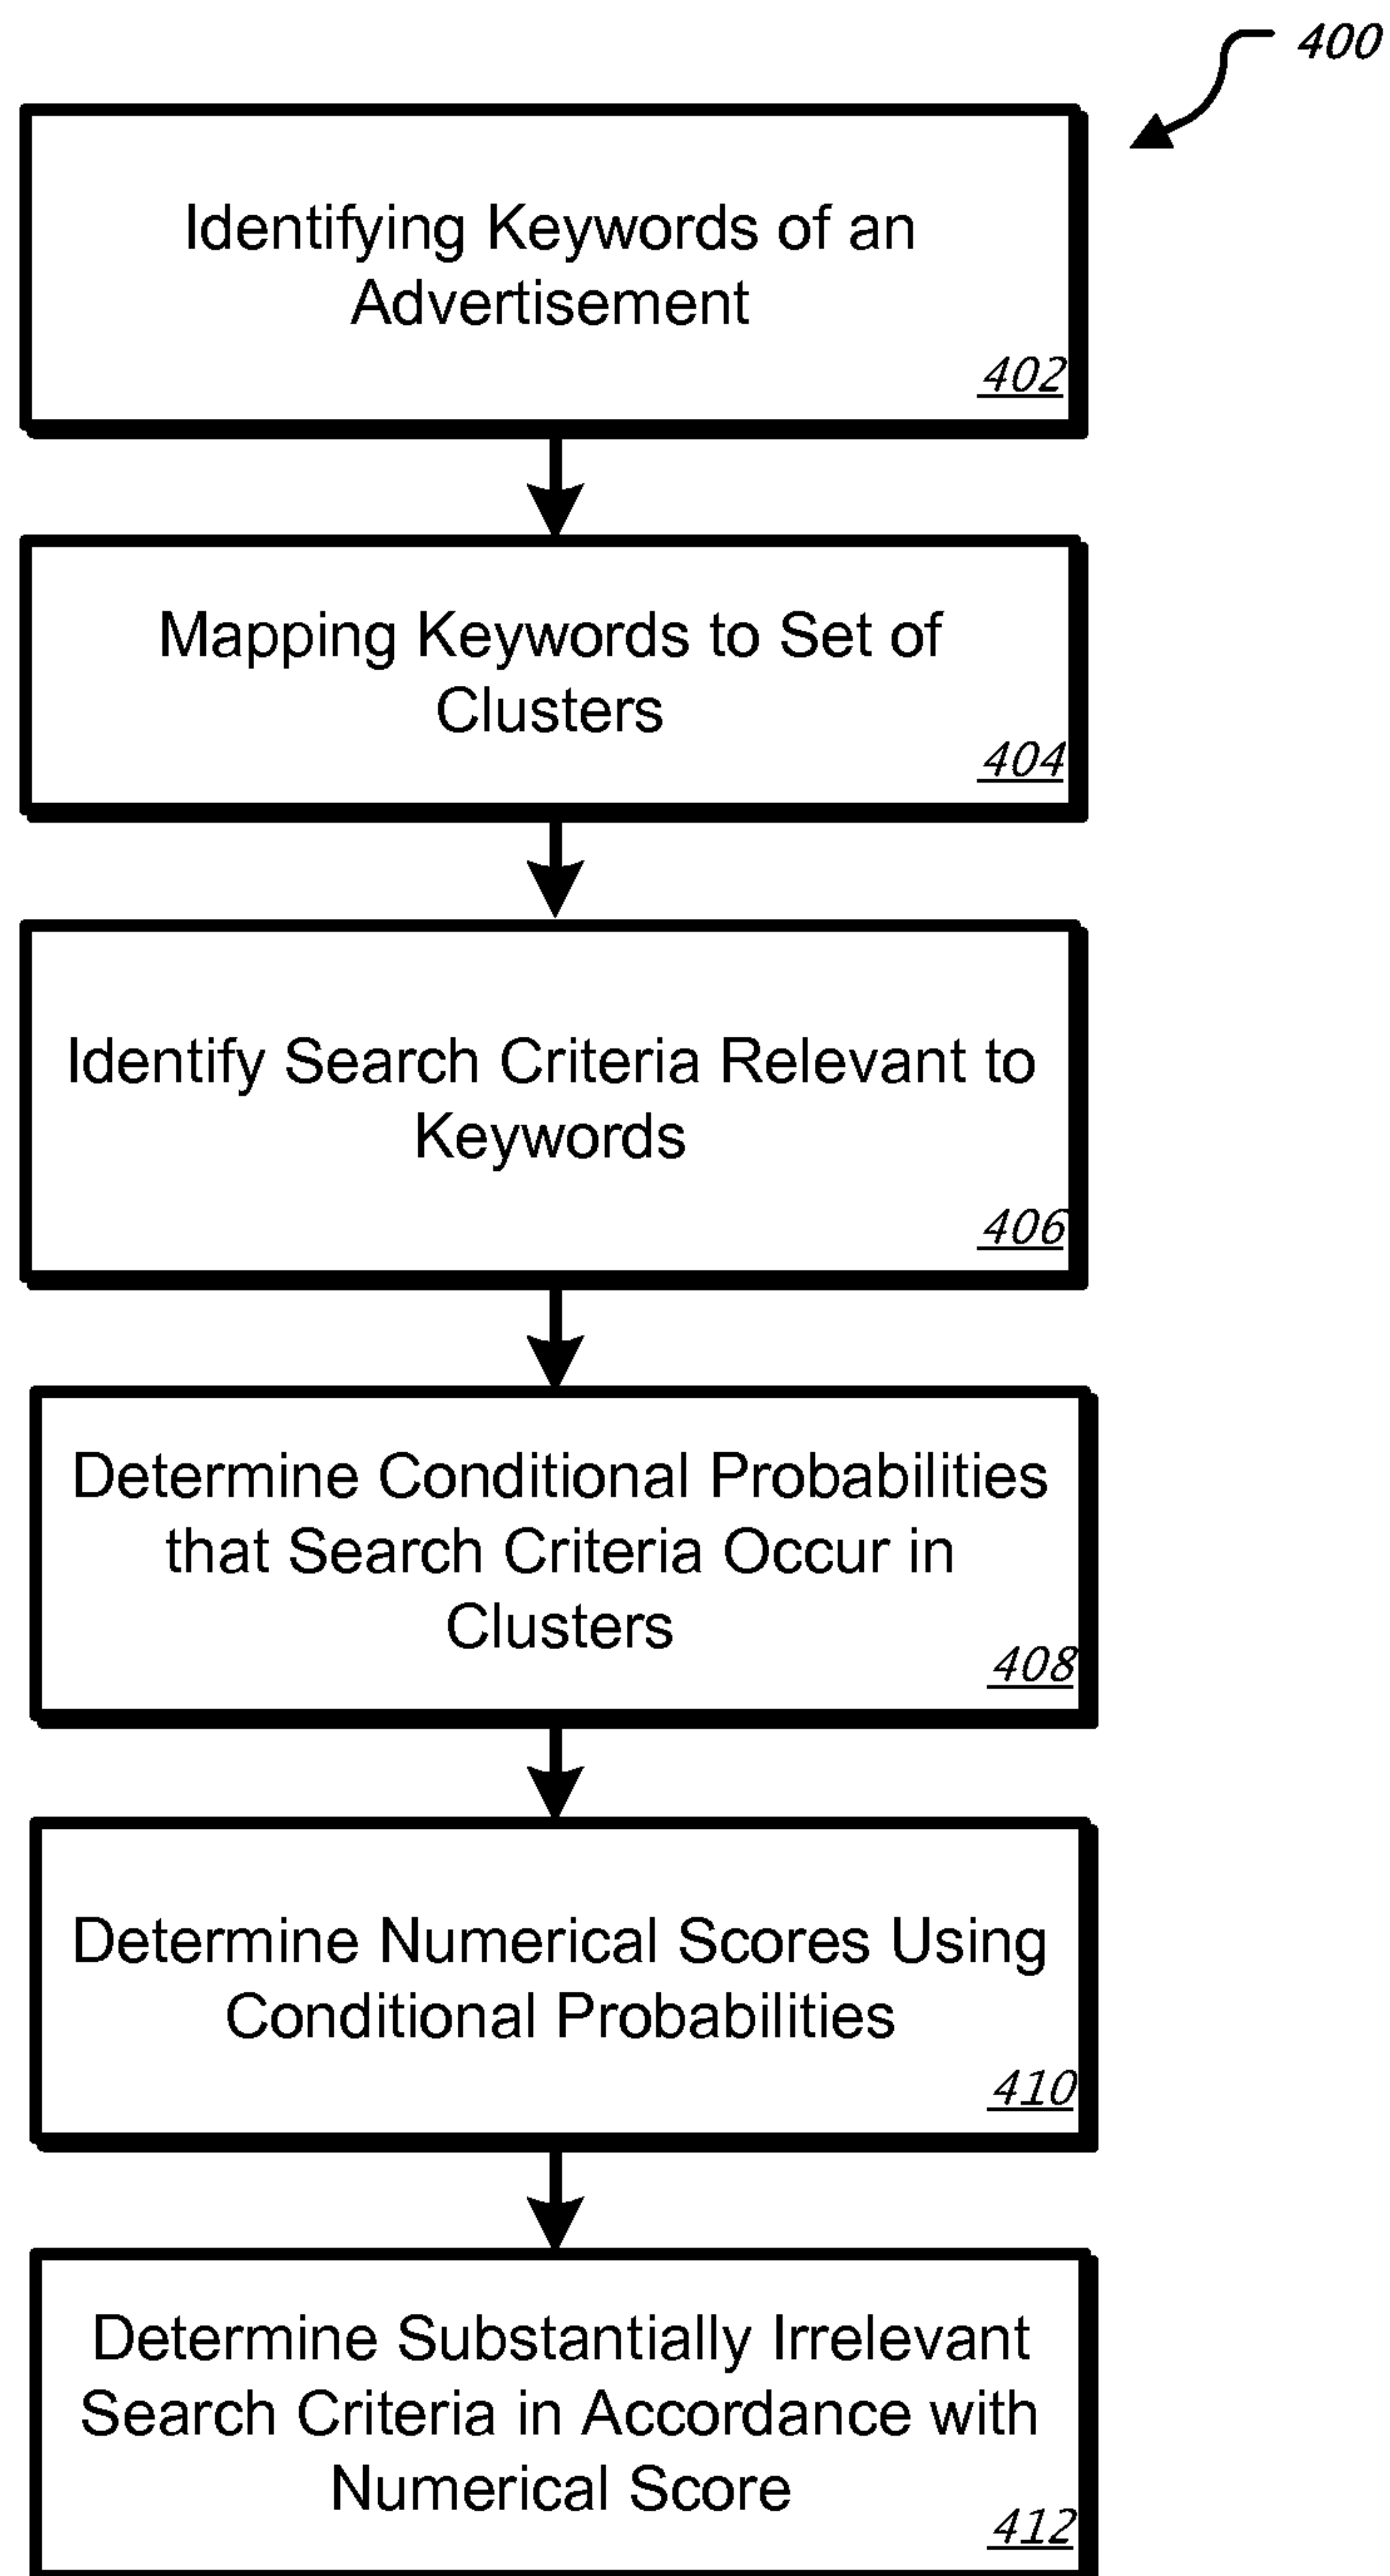 400
Identifying Keywords of an
Advertisement
402
Mapping Keywords to Set of
Clusters
404
Identify Search Criteria Relevant to
Keywords
406
Determine Conditional Probabilities
that Search Criteria Occur in
Clusters
408
Determine Numerical Scores Using
Conditional Probabilities
410
Determine Substantially Irrelevant
Search Criteria in Accordance with
Numerical Score
412